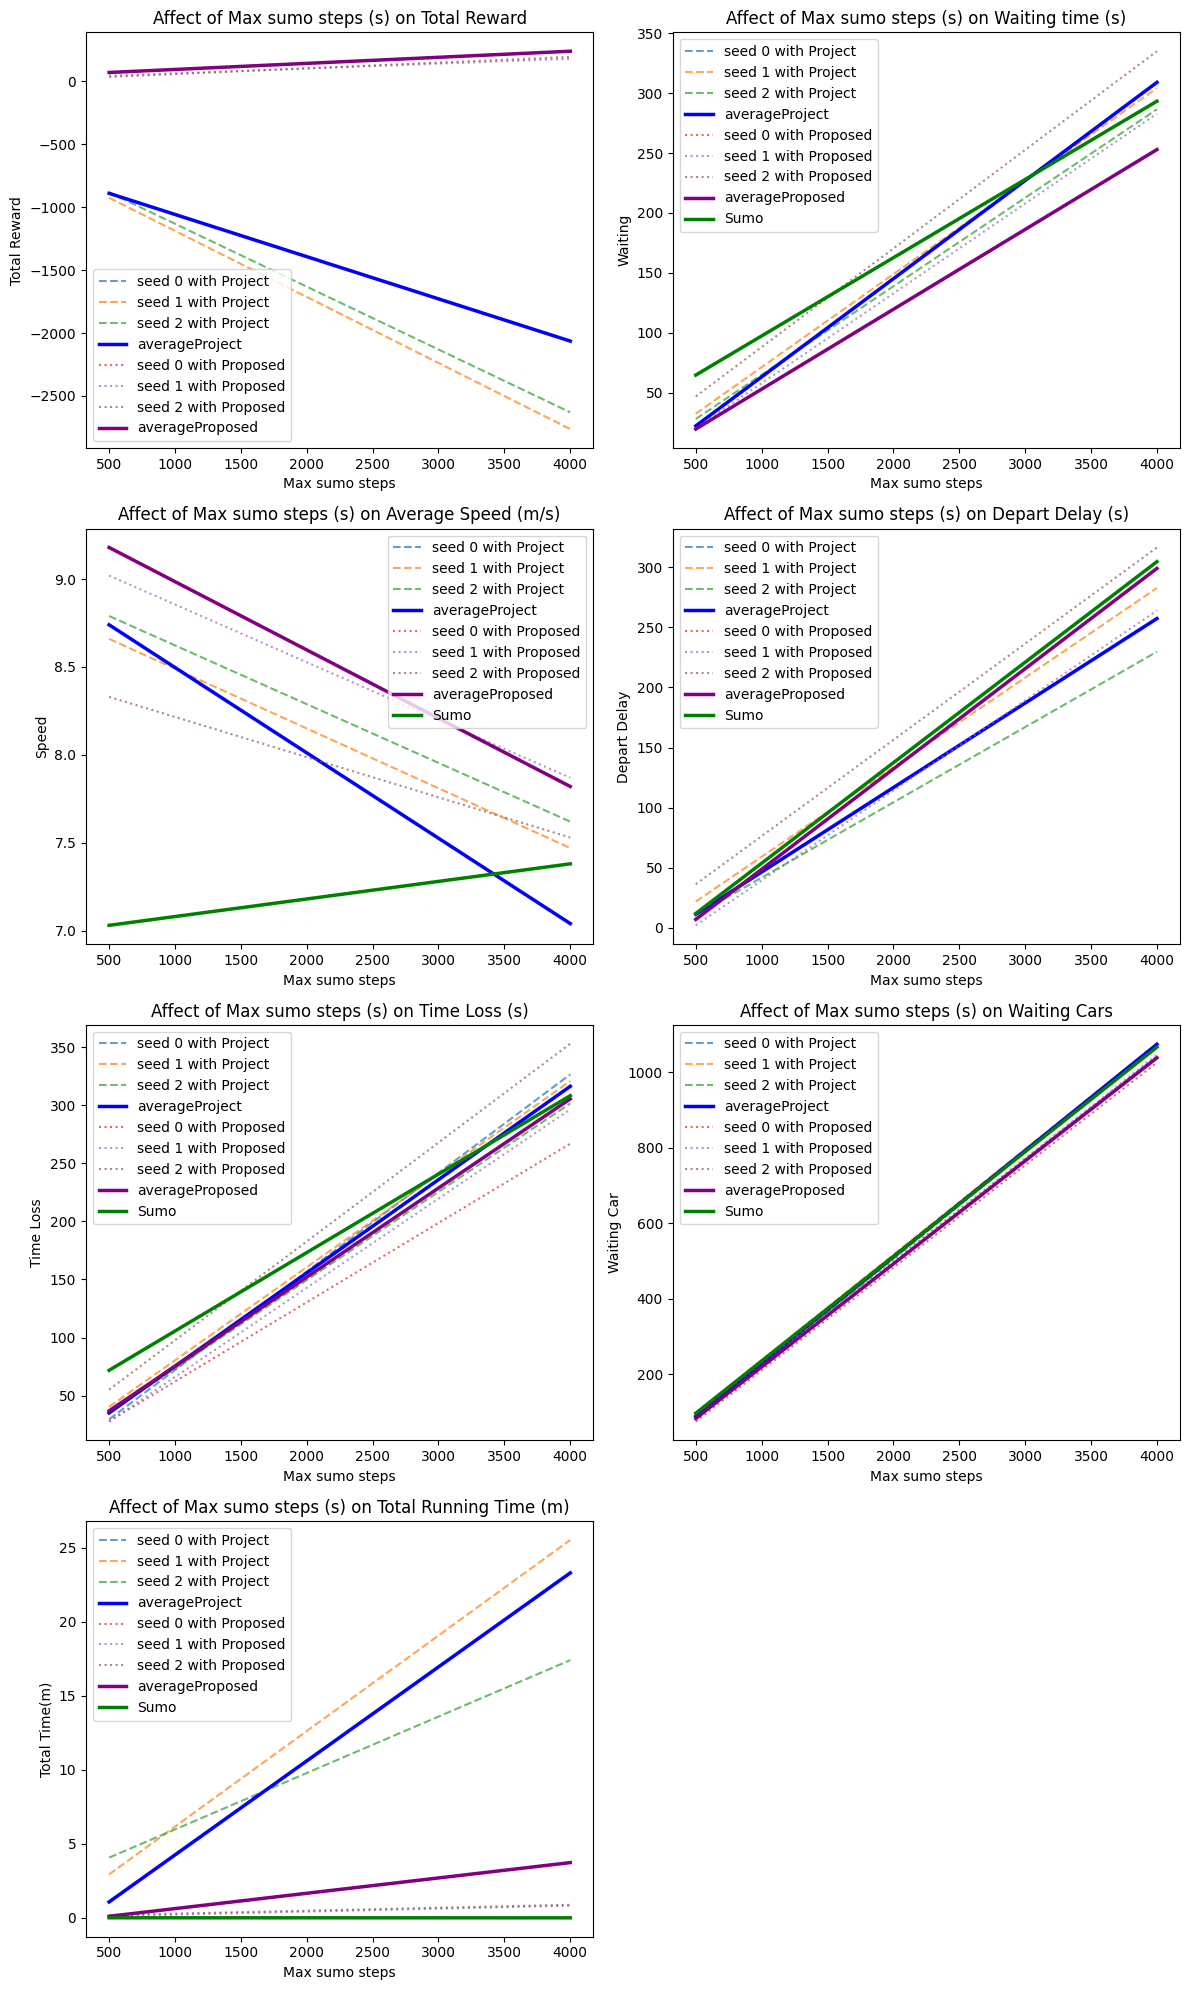 Affect of Max sumo steps (s) on Total Reward
Total Reward
0
−500
−1000
−1500
−2000
−2500
seed 0 with Project
seed 1 with Project
seed 2 with Project
averageProject
seed 0 with Proposed
seed 1 with Proposed
seed 2 with Proposed
averageProposed
500 1000 1500 2000 2500 3000 3500 4000
Max sumo steps
Affect of Max sumo steps (s) on Waiting time (s)
Waiting
350
300
250
200
150
100
50
seed 0 with Project
seed 1 with Project
seed 2 with Project
averageProject
seed 0 with Proposed
seed 1 with Proposed
seed 2 with Proposed
averageProposed
Sumo
500 1000 1500 2000 2500 3000 3500 4000
Max sumo steps
Affect of Max sumo steps (s) on Average Speed (m/s)
Speed
9.0
8.5
8.0
7.5
7.0
seed 0 with Project
seed 1 with Project
seed 2 with Project
averageProject
seed 0 with Proposed
seed 1 with Proposed
seed 2 with Proposed
averageProposed
Sumo
500 1000 1500 2000 2500 3000 3500 4000
Max sumo steps
Affect of Max sumo steps (s) on Depart Delay (s)
Depart Delay
300
250
200
150
100
50
0
seed 0 with Project
seed 1 with Project
seed 2 with Project
averageProject
seed 0 with Proposed
seed 1 with Proposed
seed 2 with Proposed
averageProposed
Sumo
500 1000 1500 2000 2500 3000 3500 4000
Max sumo steps
Affect of Max sumo steps (s) on Time Loss (s)
Time Loss
350
300
250
200
150
100
50
seed 0 with Project
seed 1 with Project
seed 2 with Project
averageProject
seed 0 with Proposed
seed 1 with Proposed
seed 2 with Proposed
averageProposed
Sumo
500 1000 1500 2000 2500 3000 3500 4000
Max sumo steps
Affect of Max sumo steps (s) on Waiting Cars
Waiting Car
1000
800
600
400
200
seed 0 with Project
seed 1 with Project
seed 2 with Project
averageProject
seed 0 with Proposed
seed 1 with Proposed
seed 2 with Proposed
averageProposed
Sumo
500 1000 1500 2000 2500 3000 3500 4000
Max sumo steps
Affect of Max sumo steps (s) on Total Running Time (m)
Total Time(m)
25
20
15
10
5
0
seed 0 with Project
seed 1 with Project
seed 2 with Project
averageProject
seed 0 with Proposed
seed 1 with Proposed
seed 2 with Proposed
averageProposed
Sumo
500 1000 1500 2000 2500 3000 3500 4000
Max sumo steps